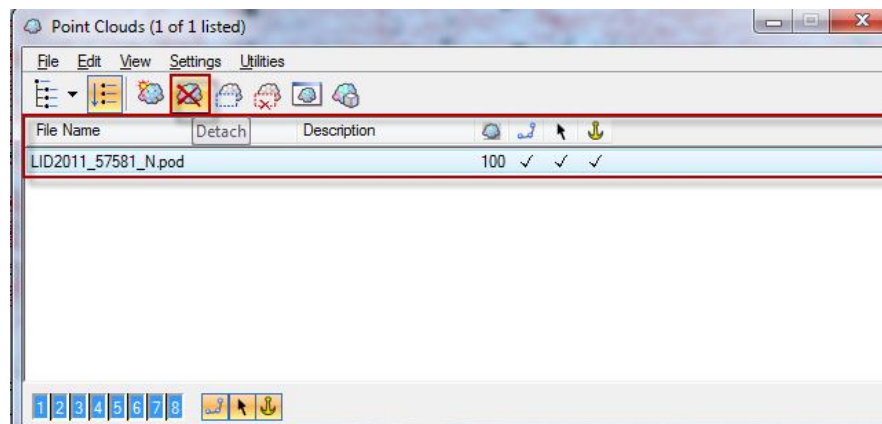 Point Clouds (1 of 1 listed)
File Edit View Settings Utilities
File Name Detach Description
LID2011_57581_N.pod 100
1 2 3 4 5 6 7 8